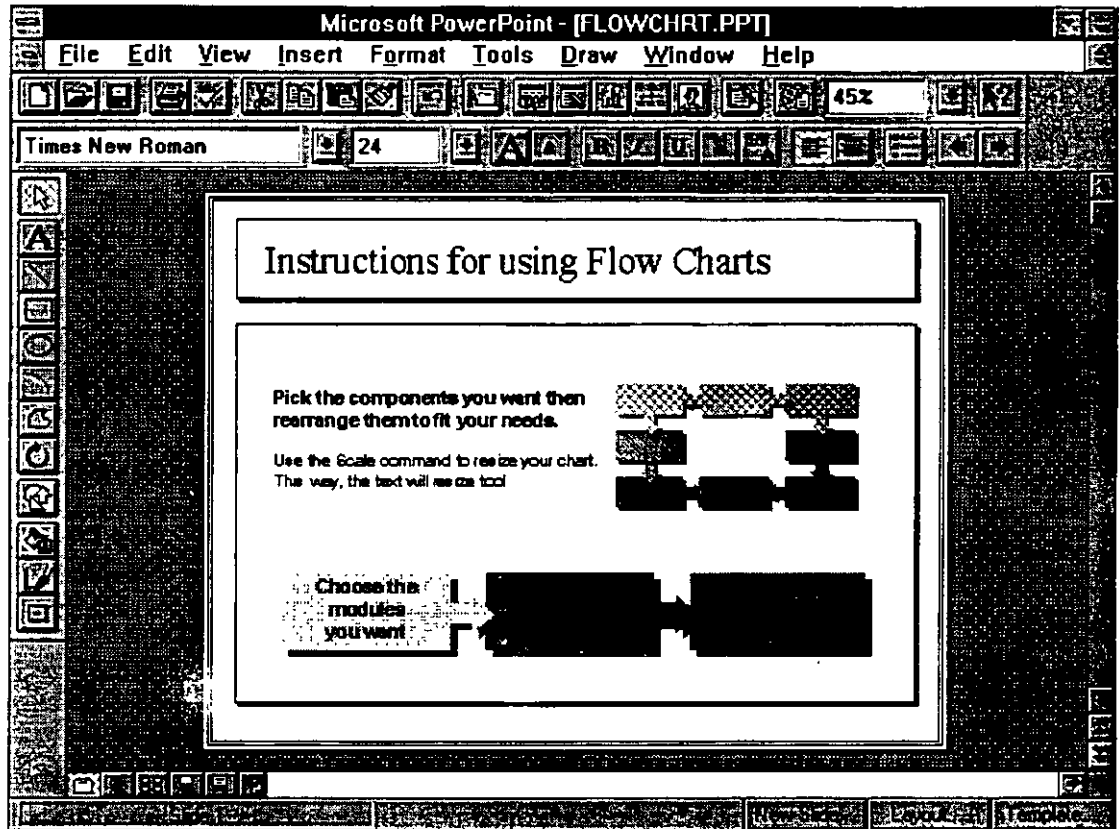 Microsoft PowerPoint - [FLOWCHRT.PPT]
File Edit View Insert Format Tools Draw Window Help
45%
Times New Roman 24
Instructions for using Flow Charts
Pick the components you want then
rearrange them to fit your needs.
Use the Scale command to resize your chart.
This way, the text will resize too!
Choose the
modules
you want
New Slide... Layout... Template...